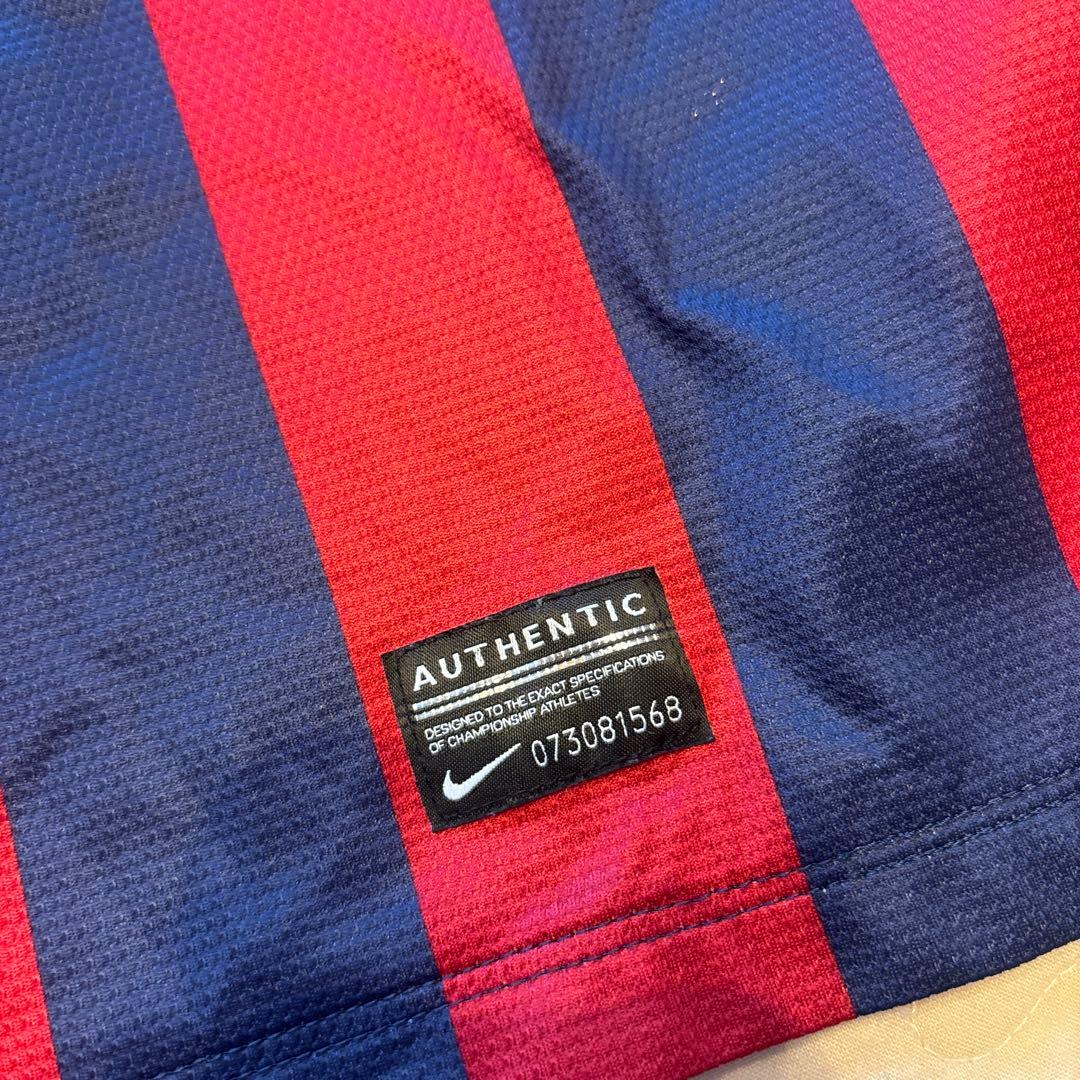 AUTHENTIC
DESIGNED TO THE EXACT SPECIFICATIONS
OF CHAMPIONSHIP ATHLETES
073081568